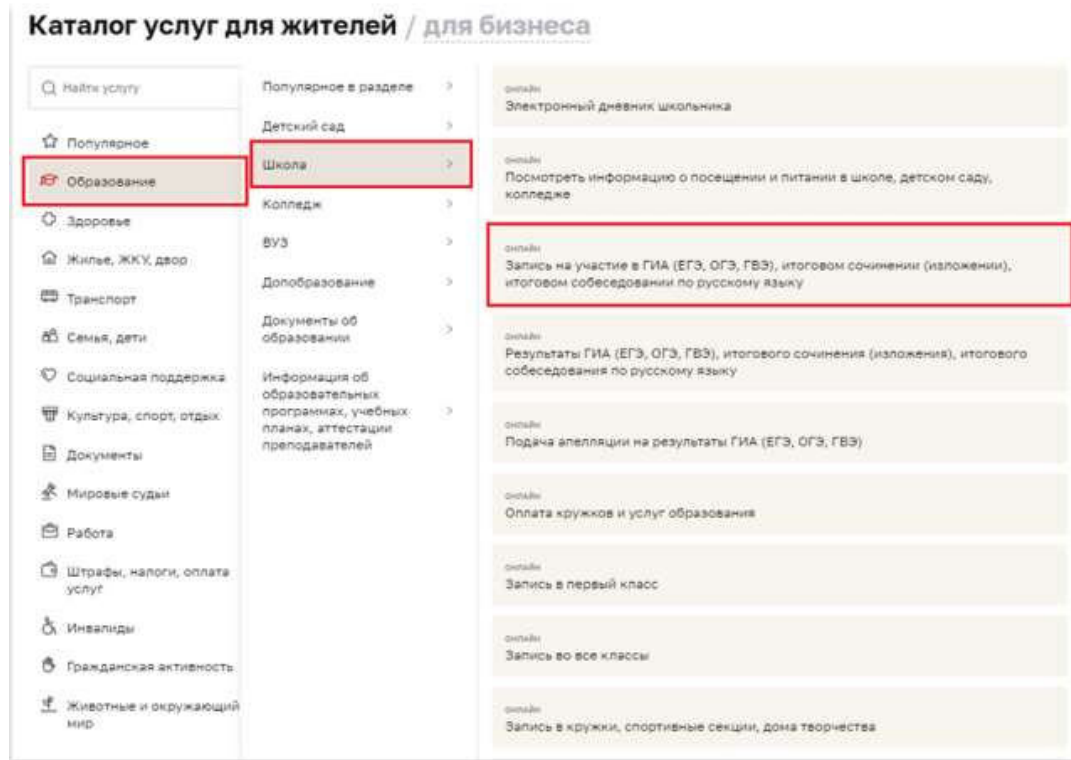 Каталог услуг для жителей / для бизнеса
Найти услугу
Популярное
Образование
Здоровье
Жилье, ЖКУ, двор
Транспорт
Семья, дети
Социальная поддержка
Культура, спорт, отдых
Документы
Мировые судьи
Работа
Штрафы, налоги, оплата
услуг
Инвалиды
Гражданская активность
Животные и окружающий
мир
Популярное в разделе
Детский сад
Школа
Колледж
ВУЗ
Допобразование
Документы об
образовании
Информация об
образовательных
программах, учебных
планах, аттестации
преподавателей
онлайн
Электронный дневник школьника
онлайн
Посмотреть информацию о посещении и питании в школе, детском саду,
колледже
онлайн
Запись на участие в ГИА (ЕГЭ, ОГЭ, ГВЭ), итоговом сочинении (изложении),
итоговом собеседовании по русскому языку
онлайн
Результаты ГИА (ЕГЭ, ОГЭ, ГВЭ), итогового сочинения (изложения), итогового
собеседования по русскому языку
онлайн
Подача апелляции на результаты ГИА (ЕГЭ, ОГЭ, ГВЭ)
онлайн
Оплата кружков и услуг образования
онлайн
Запись в первый класс
онлайн
Запись во все классы
онлайн
Запись в кружки, спортивные секции, дома творчества